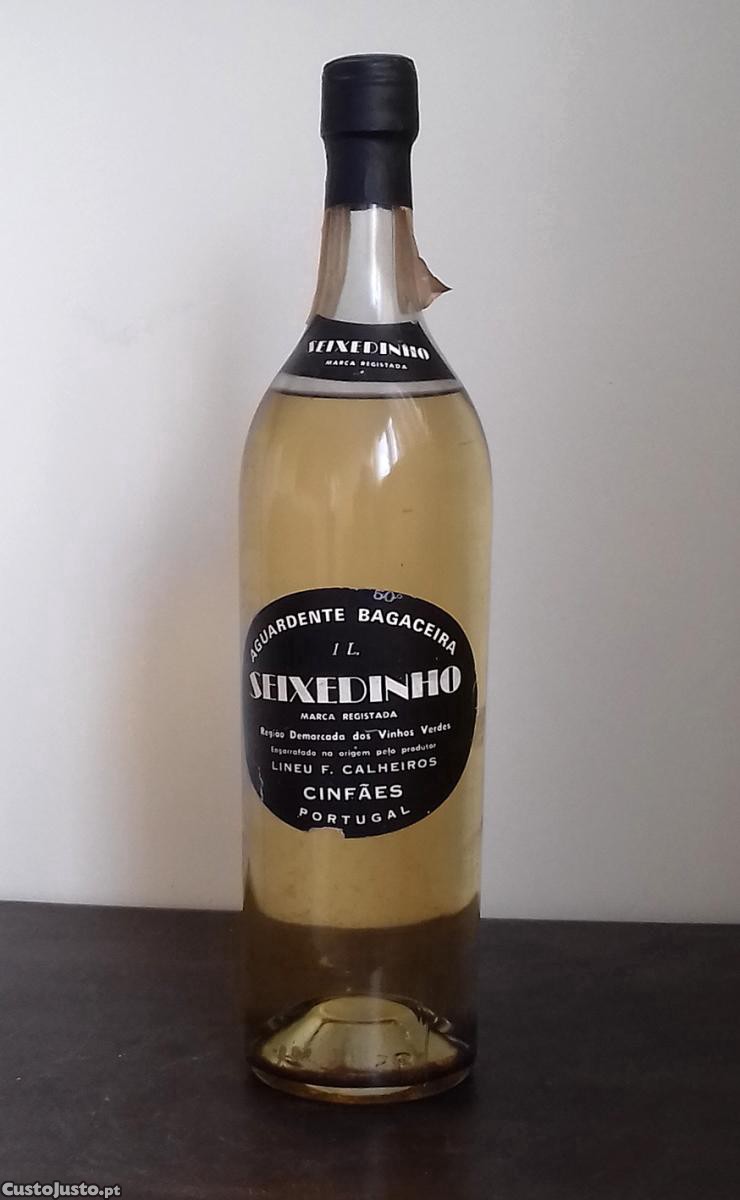 SEIXEDINHO
MARCA REGISTADA
50º
AGUARDENTE BAGACEIRA
1 L.
SEIXEDINHO
MARCA REGISTADA
Região Demarcada dos Vinhos Verdes
Engarrafado na origem pelo produtor
LINEU F. CALHEIROS
CINFÃES
PORTUGAL
CustoJusto.pt